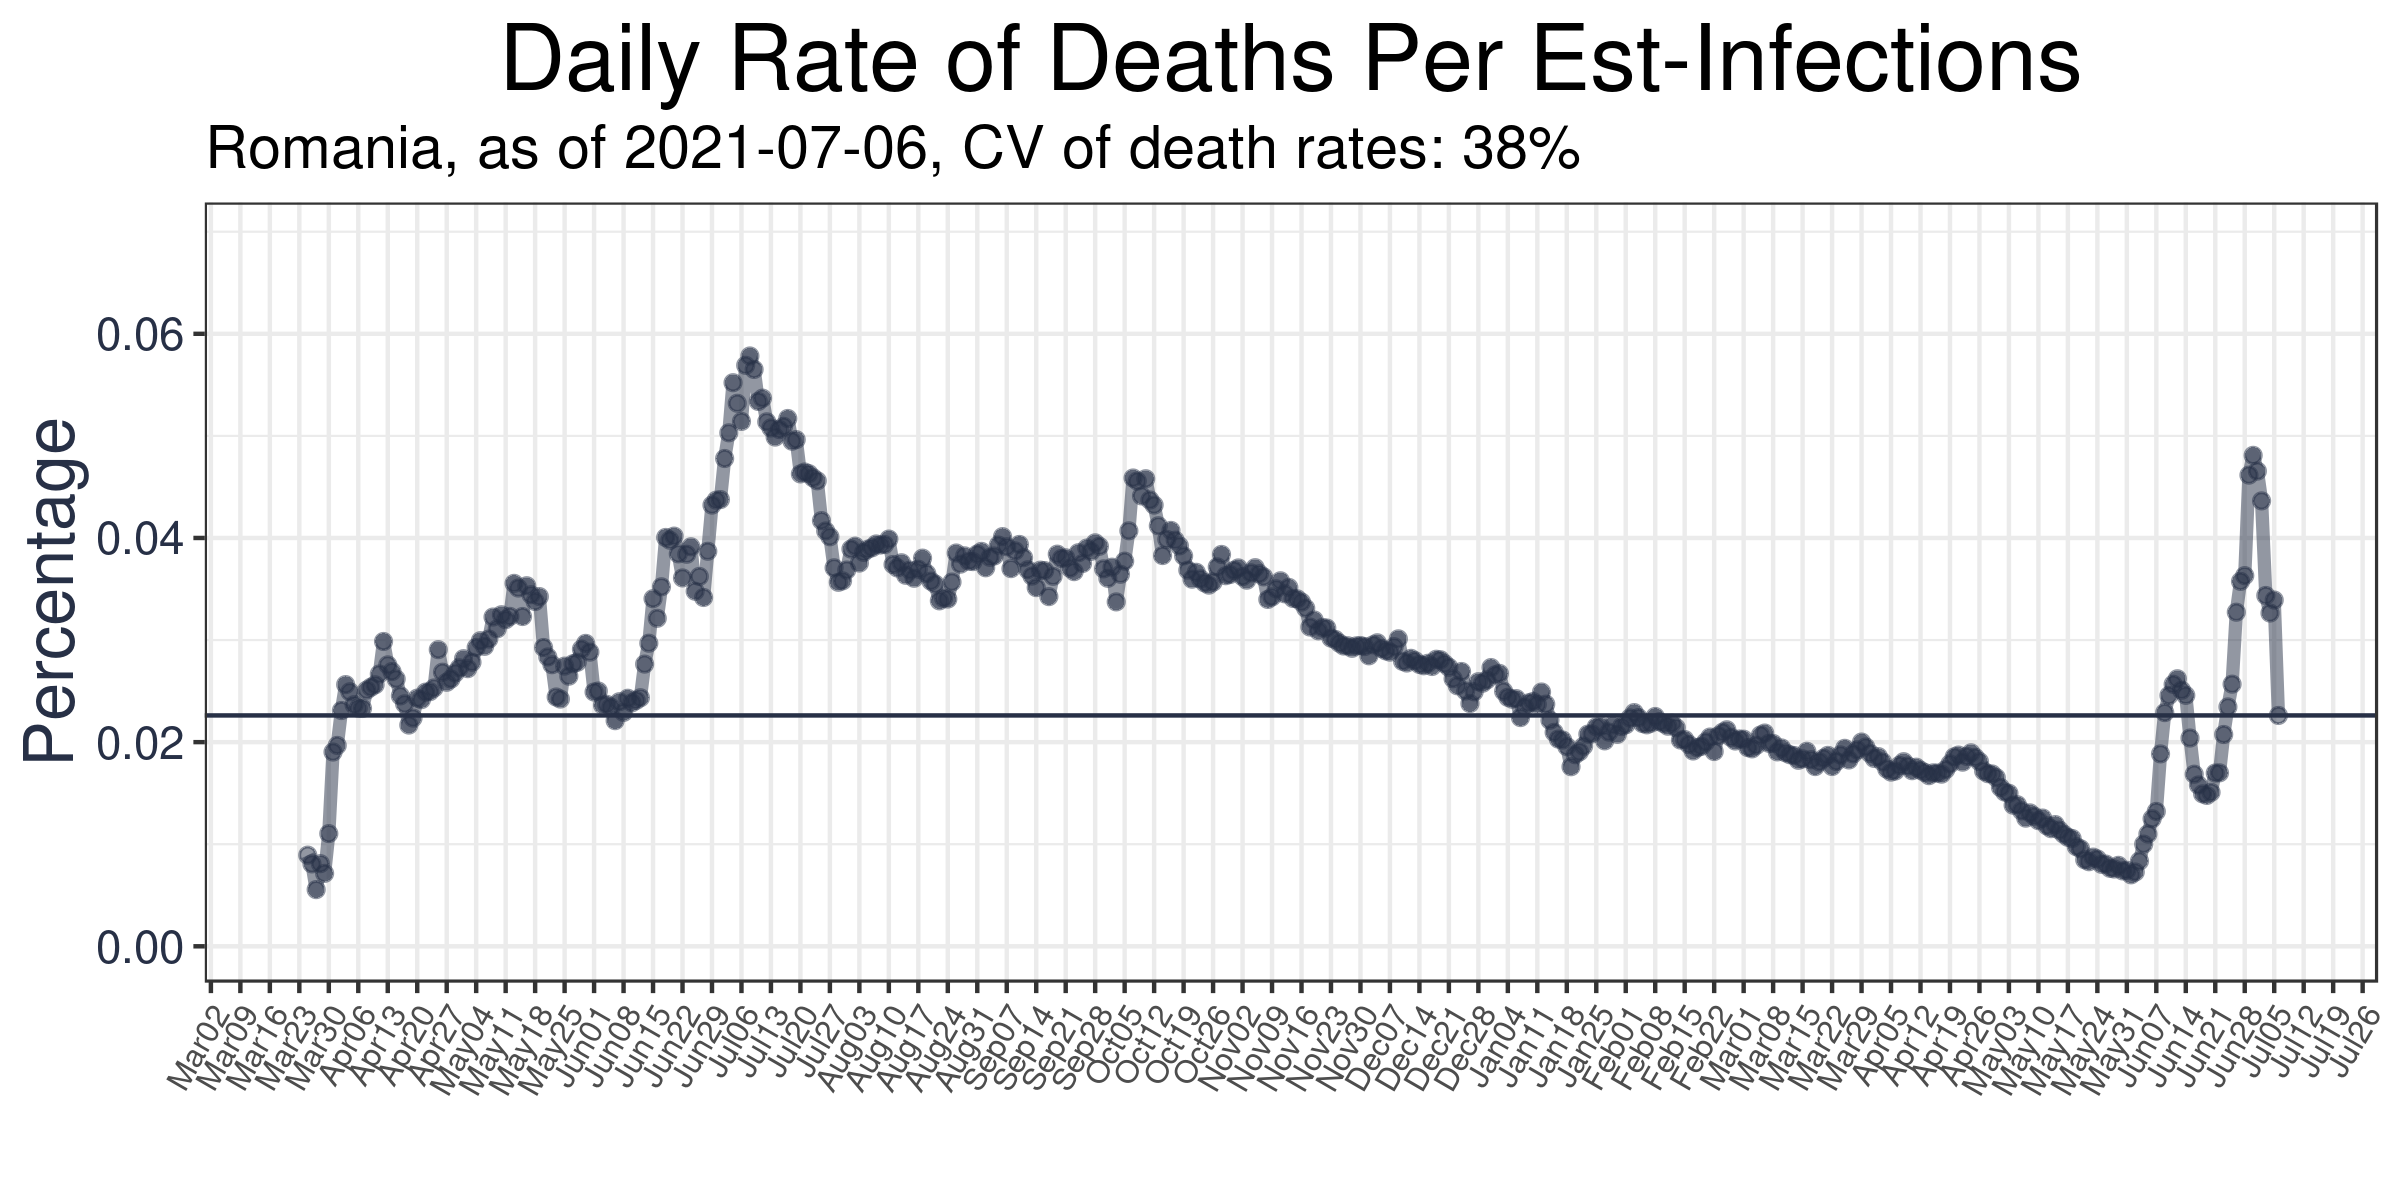 Daily Rate of Deaths Per Est-Infections
Romania, as of 2021-07-06, CV of death rates: 38%
Percentage
0.06
0.04
0.02
0.00
Mar02
Mar09
Mar16
Mar23
Mar30
Apr06
Apr13
Apr20
Apr27
May04
May11
May18
May25
Jun01
Jun08
Jun15
Jun22
Jun29
Jul06
Jul13
Jul20
Jul27
Aug03
Aug10
Aug17
Aug24
Aug31
Sep07
Sep14
Sep21
Sep28
Oct05
Oct12
Oct19
Oct26
Nov02
Nov09
Nov16
Nov23
Nov30
Dec07
Dec14
Dec21
Dec28
Jan04
Jan11
Jan18
Jan25
Feb01
Feb08
Feb15
Feb22
Mar01
Mar08
Mar15
Mar22
Mar29
Apr05
Apr12
Apr19
Apr26
May03
May10
May17
May24
May31
Jun07
Jun14
Jun21
Jun28
Jul05
Jul12
Jul19
Jul26